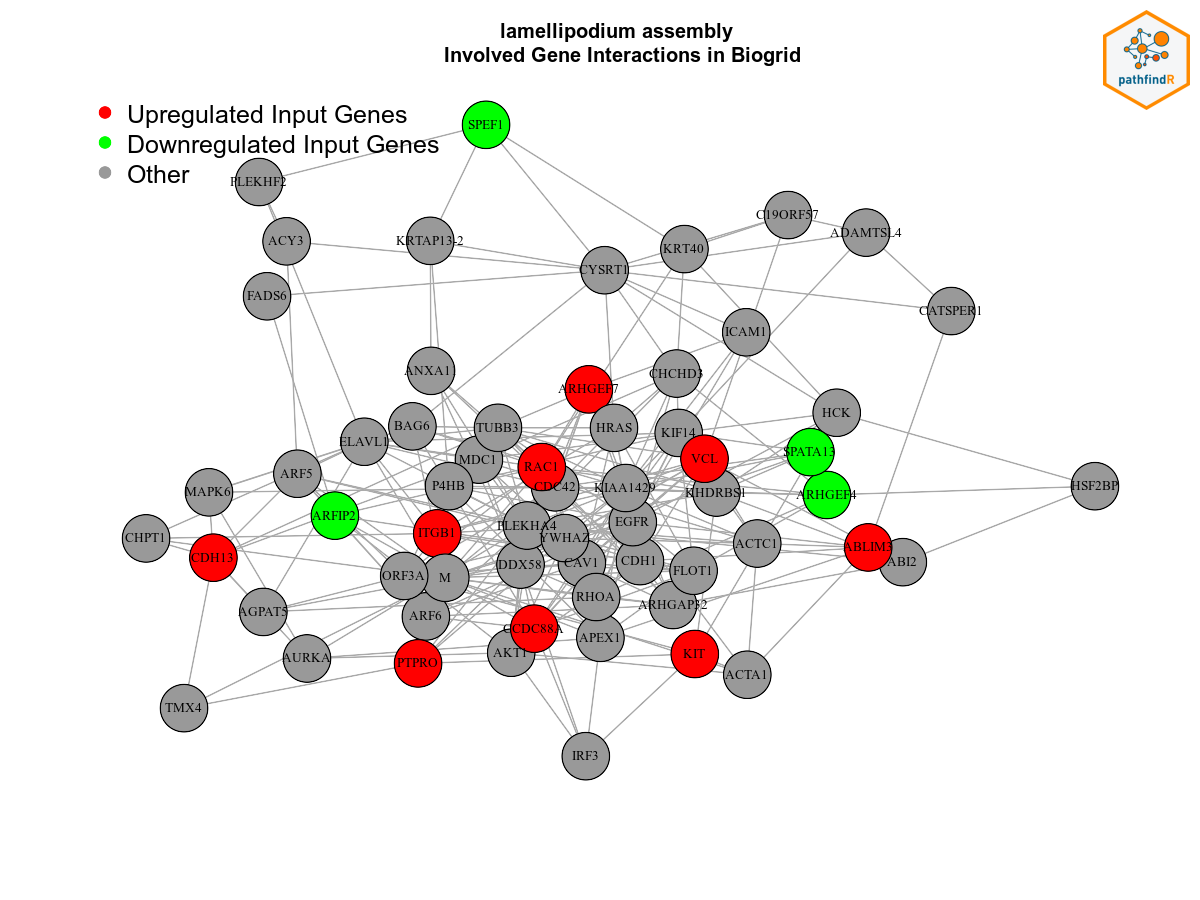 lamellipodium assembly
Involved Gene Interactions in Biogrid
pathfindR
Upregulated Input Genes
Downregulated Input Genes
Other
SPEF1
PLEKHF2
C19ORF57
ADAMTSL4
ACY3
KRTAP13-2
KRT40
CYSRT1
FADS6
CATSPER1
ICAM1
ANXA1
CHCHD3
ARHGEF7
HCK
BAG6
TUBB3
HRAS
KIF14
ELAVL1
SPATA13
MDC1
VCL
RAC1
ARF5
P4HB
CDC42
KIAA1429
HSF2BP
MAPK6
KHDRBS1
ARHGEF4
ARFIP2
PLEKHA4
EGFR
ITGB1
CHPT1
YWHAZ
ACTC1
ABLIM3
CDH13
ABI2
CDH1
CAV1
DDX58
FLOT1
ORF3A
M
RHOA
ARHGAP32
AGPAT5
ARF6
CCDC88A
APEX1
AKT1
KIT
AURKA
PTPRO
ACTA1
TMX4
IRF3